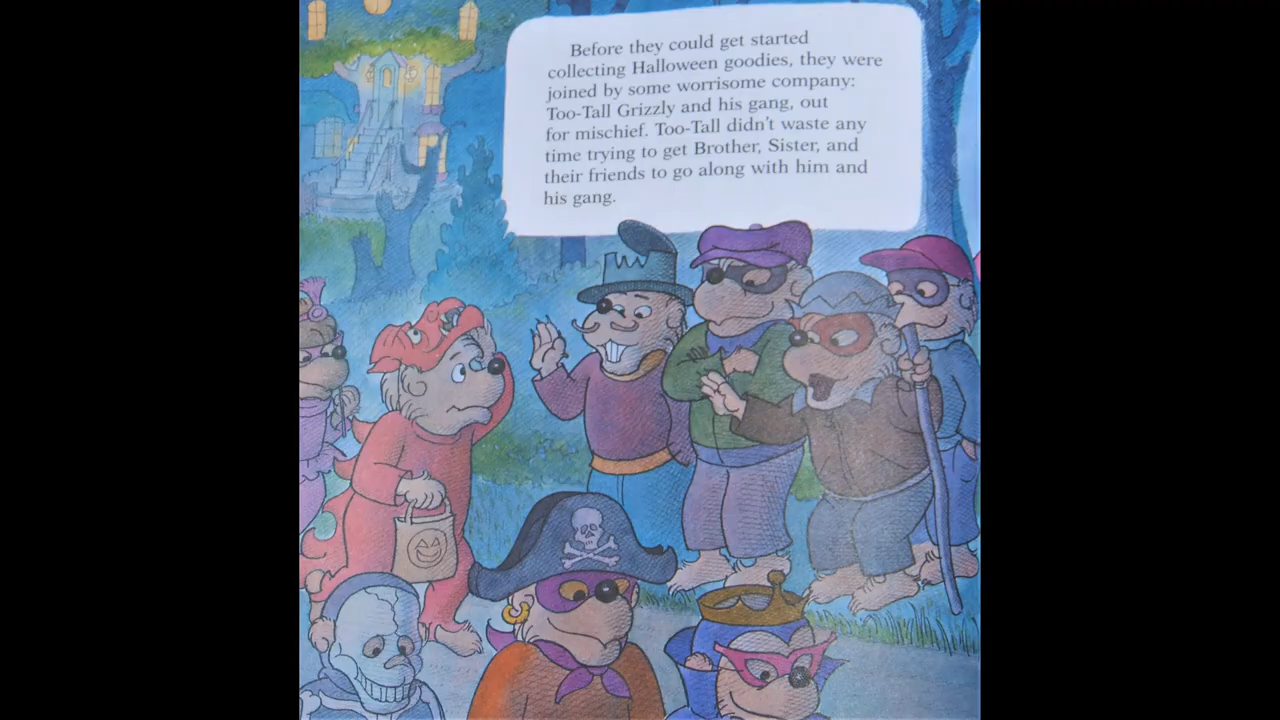 Before they could get started
collecting Halloween goodies, they were
joined by some worrisome company:
Too-Tall Grizzly and his gang, out
for mischief. Too-Tall didn't waste any
time trying to get Brother, Sister, and
their friends to go along with him and
his gang.